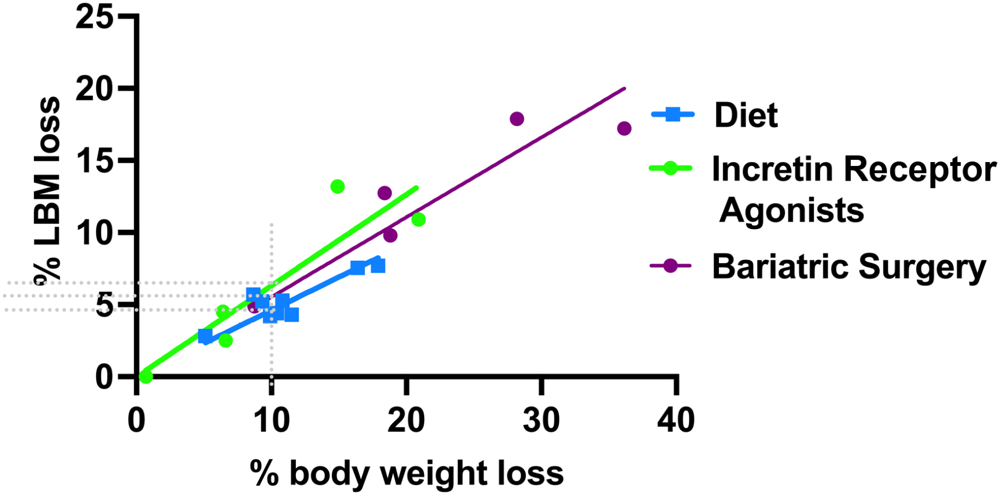 25
20
15
10
5
0
% LBM loss
0 10 20 30 40
% body weight loss
Diet
Incretin Receptor
Agonists
Bariatric Surgery